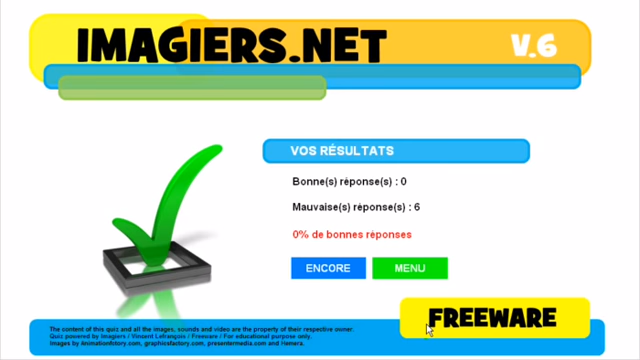 IMAGIERS.NET
V.6
VOS RÉSULTATS
Bonne(s) réponse(s) : 0
Mauvaise(s) réponse(s) : 6
0% de bonnes réponses
ENCORE
MENU
FREEWARE
The content of this quiz and all the images, sounds and video are the property of their respective owner.
Quiz powered by Imagiers / Vincent Lefrançois / Freeware / For educational purpose only.
Images by Animationfactory.com, graphicsfactory.com, presentermedia.com and Hemera.